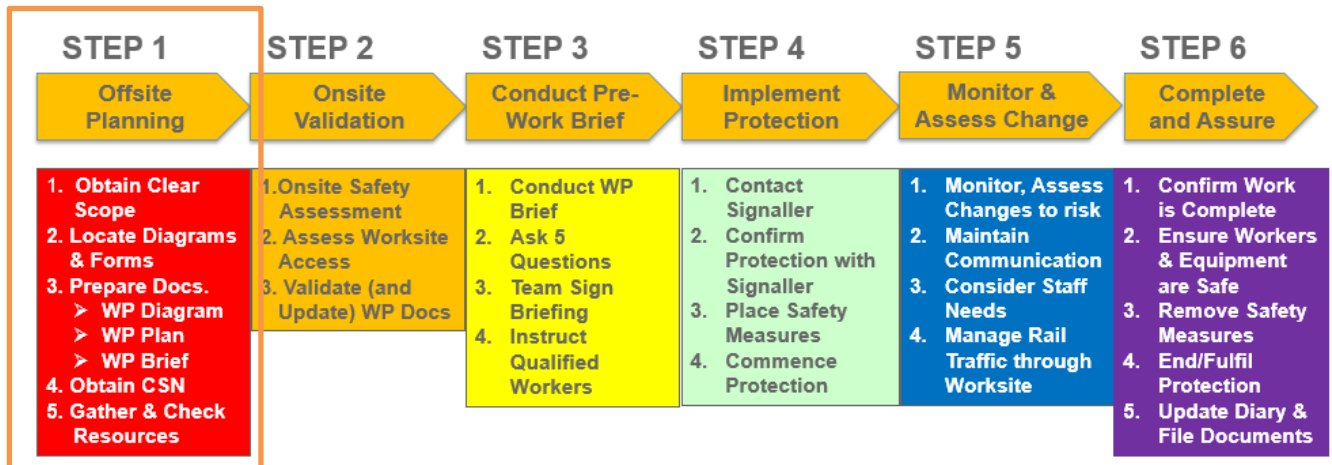 STEP 1
Offsite
Planning
1. Obtain Clear
Scope
2. Locate Diagrams
& Forms
3. Prepare Docs.
➢ WP Diagram
➢ WP Plan
➢ WP Brief
4. Obtain CSN
5. Gather & Check
Resources
STEP 2
Onsite
Validation
1.Onsite Safety
Assessment
2. Assess Worksite
Access
3. Validate (and
Update) WP Docs
STEP 3
Conduct Pre-
Work Brief
1. Conduct WP
Brief
2. Ask 5
Questions
3. Team Sign
Briefing
4. Instruct
Qualified
Workers
STEP 4
Implement
Protection
1. Contact
Signaller
2. Confirm
Protection with
Signaller
3. Place Safety
Measures
4. Commence
Protection
STEP 5
Monitor &
Assess Change
1. Monitor, Assess
Changes to risk
2. Maintain
Communication
3. Consider Staff
Needs
4. Manage Rail
Traffic through
Worksite
STEP 6
Complete
and Assure
1. Confirm Work
is Complete
2. Ensure Workers
& Equipment
are Safe
3. Remove Safety
Measures
4. End/Fulfil
Protection
5. Update Diary &
File Documents